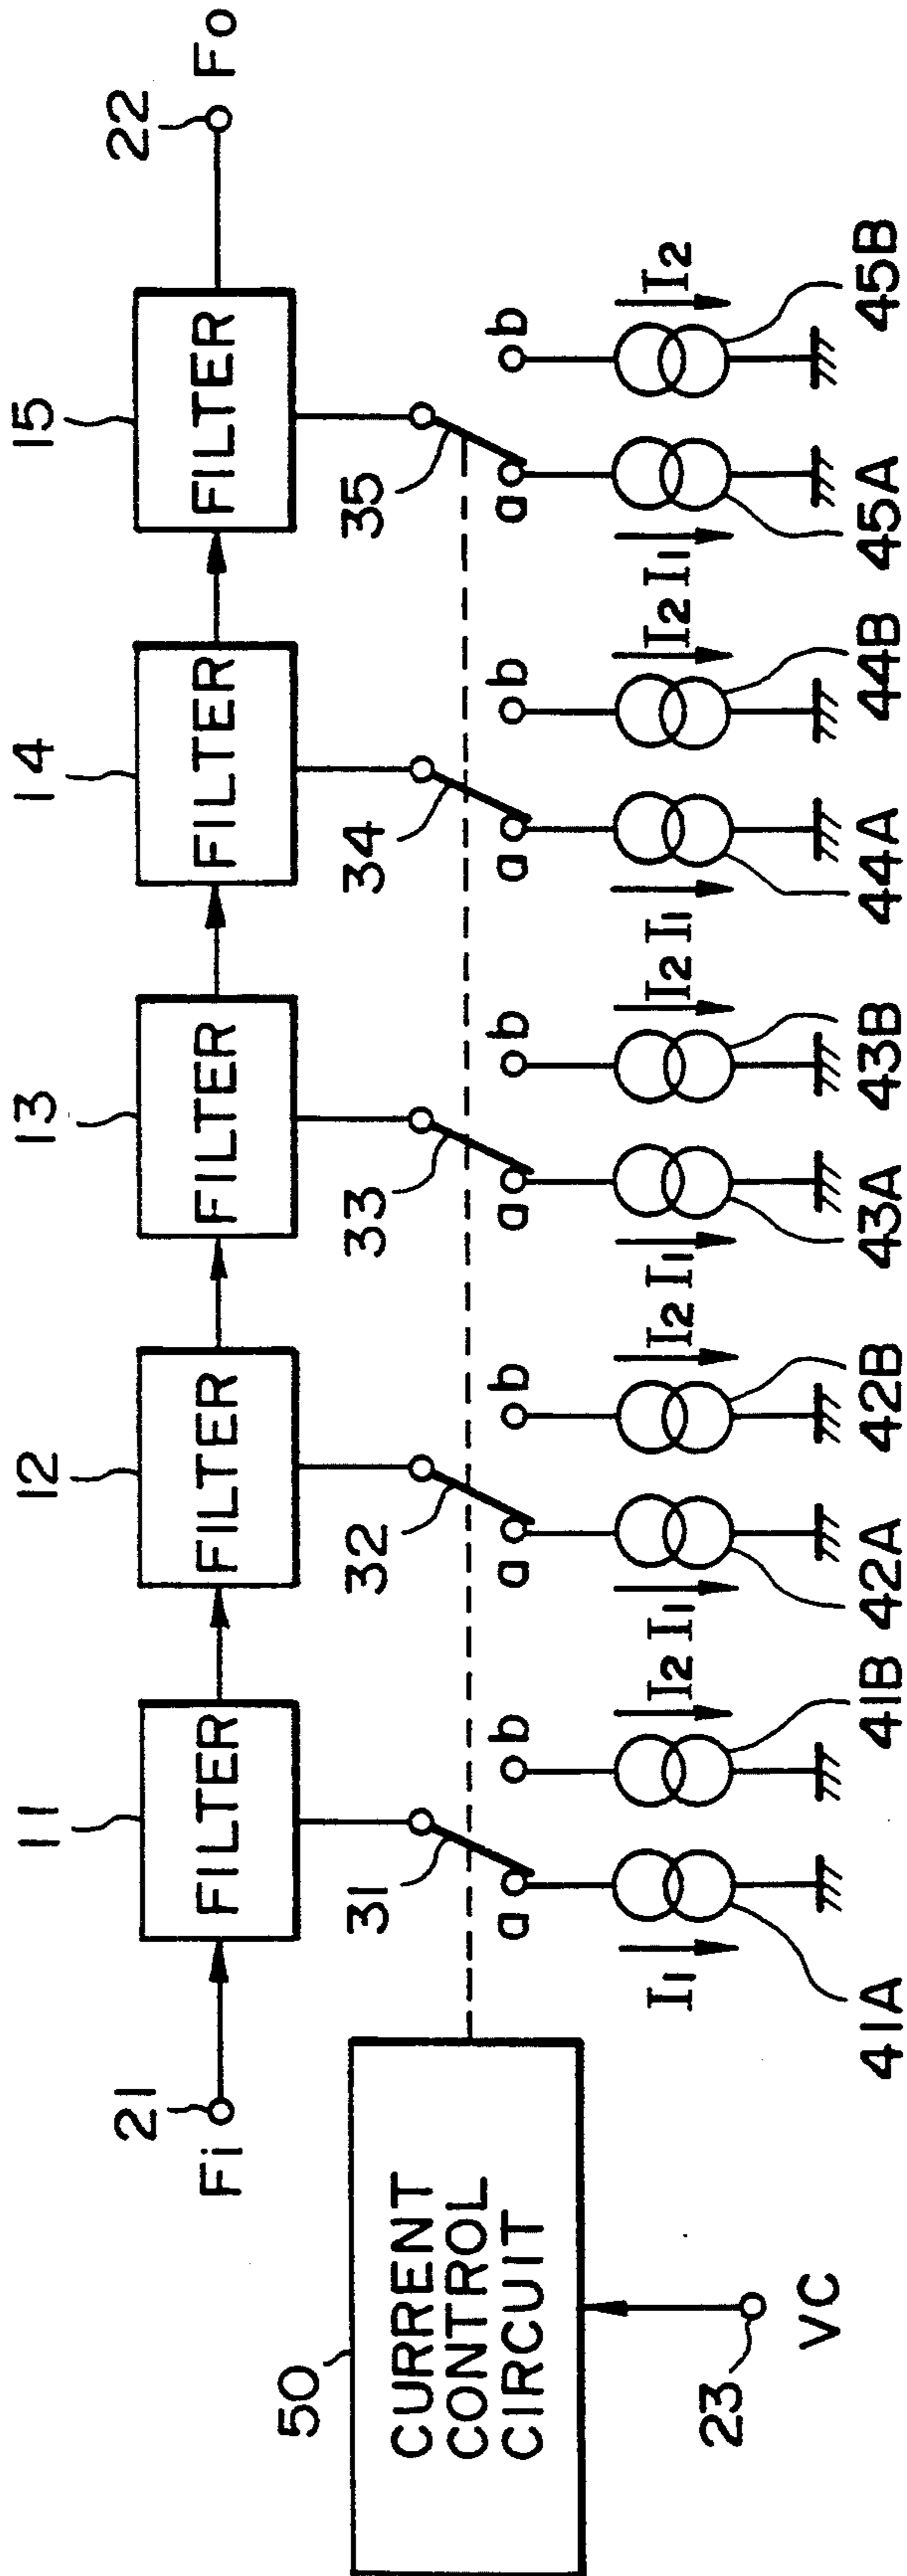 11
12
13
14
15
21
Fi
FILTER
FILTER
FILTER
FILTER
FILTER
22
Fo
50
CURRENT
CONTROL
CIRCUIT
31
32
33
34
35
a
b
a
b
a
b
a
b
a
b
I1
I2
I1
I2
I1
I2
I1
I2
I1
I2
23
VC
41A
41B
42A
42B
43A
43B
44A
44B
45A
45B